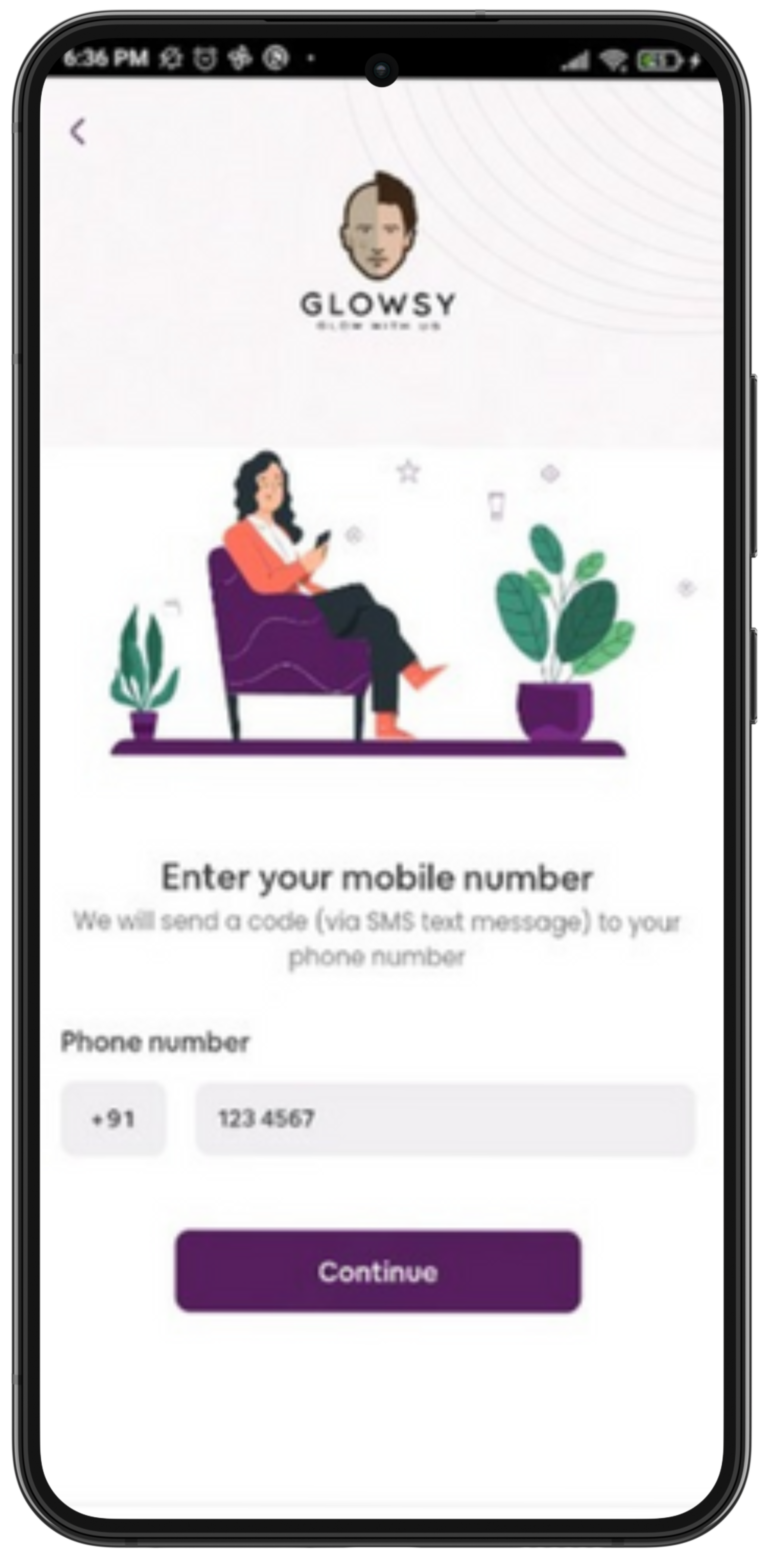 6:36 PM
GLOWSY
GLOW WITH US
Enter your mobile number
We will send a code (via SMS text message) to your
phone number
Phone number
+91
123 4567
Continue